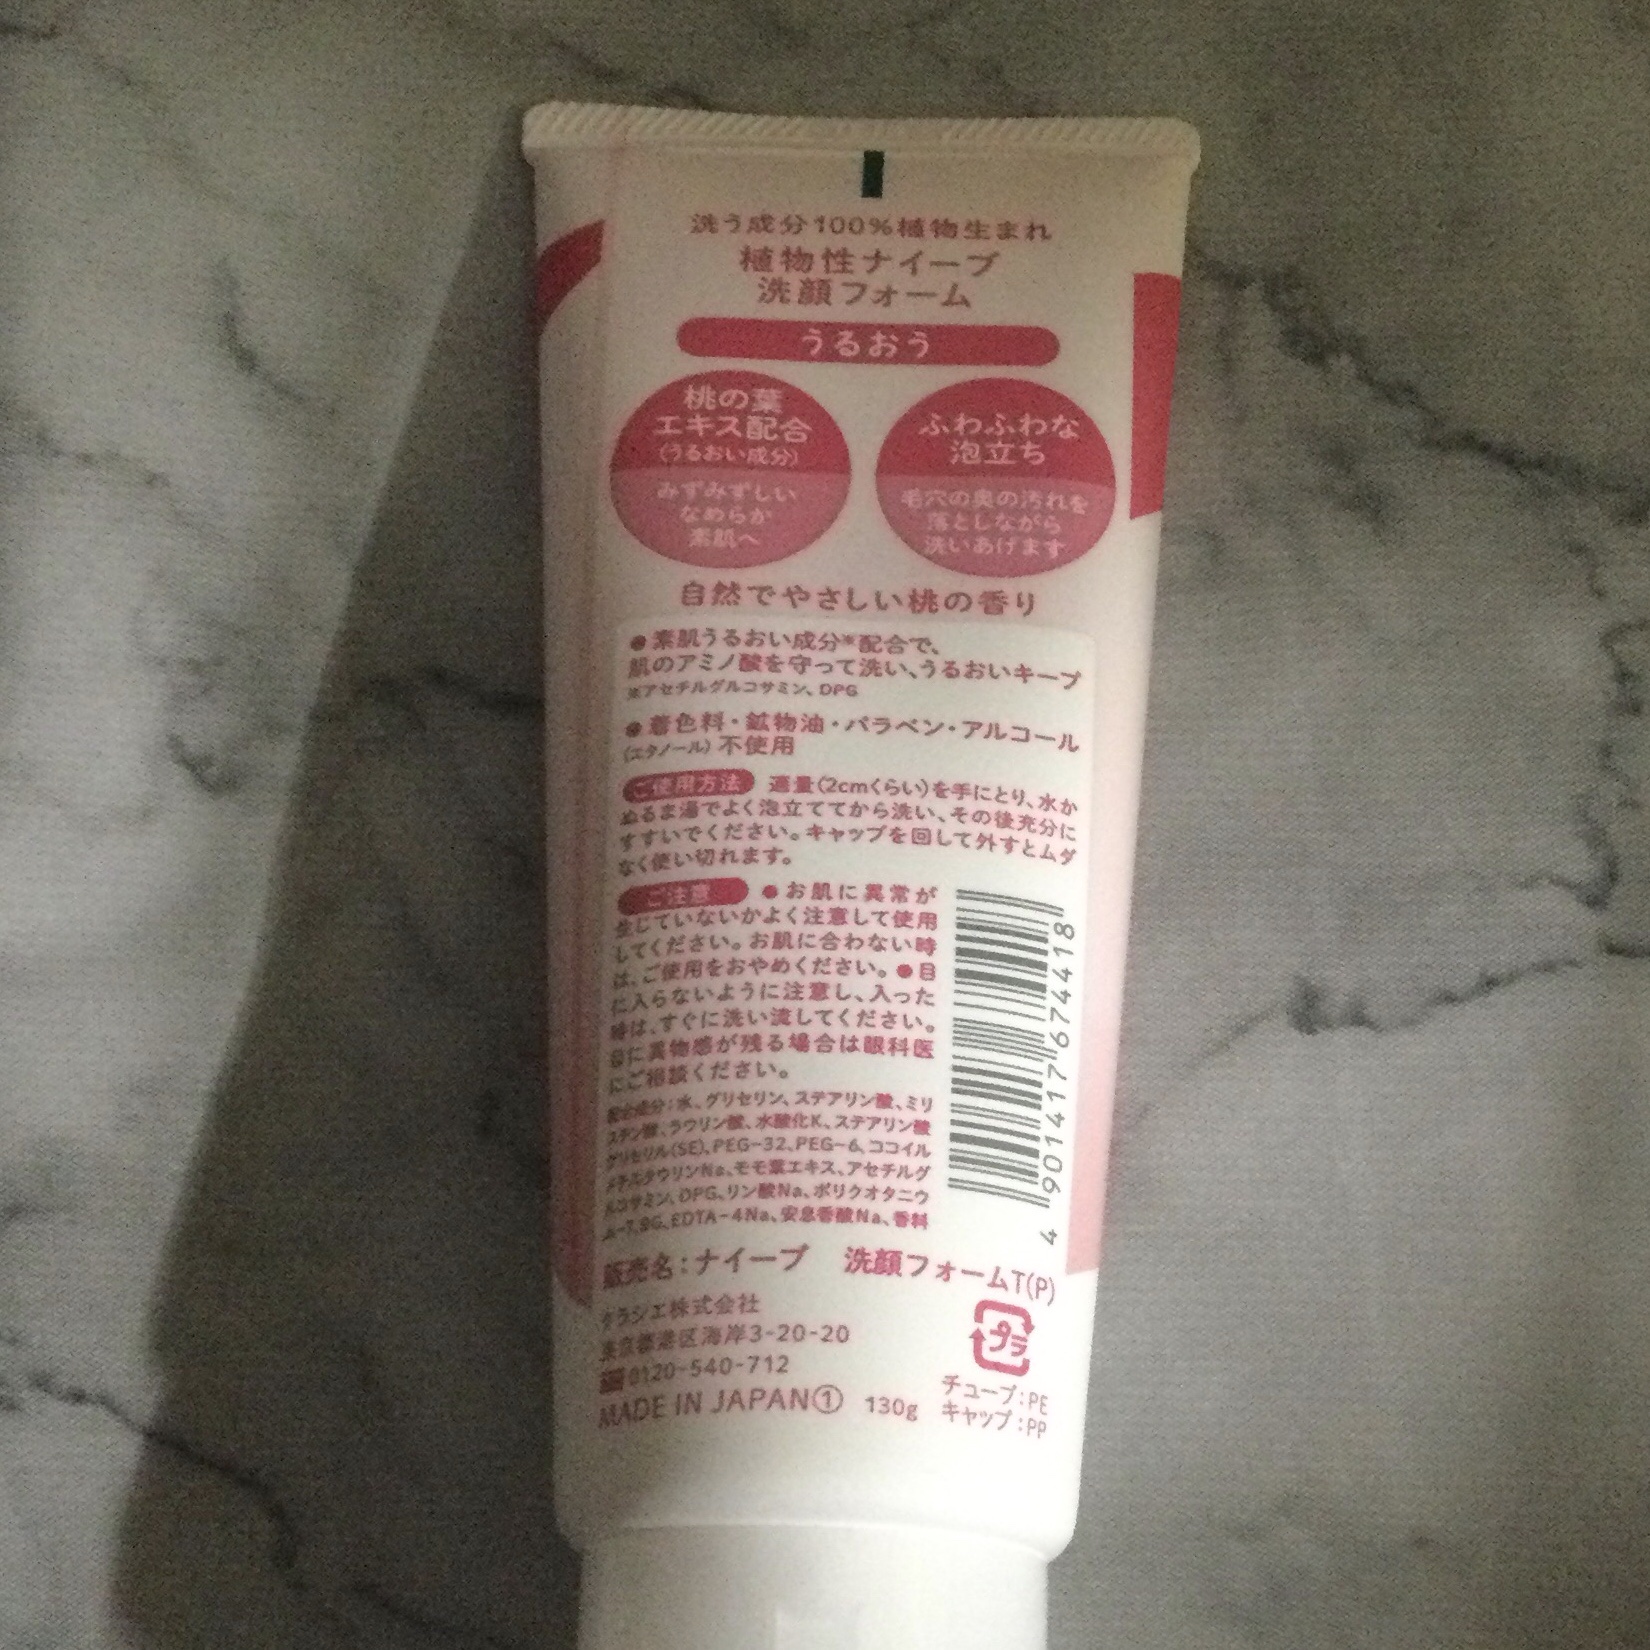 洗う成分100%植物生まれ
植物性ナイーブ
洗顔フォーム
うるおう
桃の葉
エキス配合
(うるおい成分)
みずみずしい
なめらか
素肌へ
ふわふわな
泡立ち
毛穴の奥の汚れを
落としながら
洗いあげます
自然でやさしい桃の香り
●素肌うるおい成分※配合で、
肌のアミノ酸を守って洗い、うるおいキープ
※アセチルグルコサミン、DPG
●着色料・鉱物油・パラベン・アルコール
(エタノール)不使用
ご使用方法 適量(2cmくらい)を手にとり、水か
ぬるま湯でよく泡立ててから洗い、その後充分に
すすいでください。キャップを回して外すとムダ
なく使い切れます。
ご注意 ●お肌に異常が
生じていないかよく注意して使用
してください。お肌に合わない時
は、ご使用をおやめください。●目
に入らないように注意し、入った
時は、すぐに洗い流してください。
目に異物感が残る場合は眼科医
にご相談ください。
配合成分:水、グリセリン、ステアリン酸、ミリ
スチン酸、ラウリン酸、水酸化K、ステアリン酸
グリセリル(SE)、PEG-32、PEG-6、ココイル
メチルタウリンNa、モモ葉エキス、アセチルグ
ルコサミン、DPG、リン酸Na、ポリクオタニウ
ム-7、BG、EDTA-4Na、安息香酸Na、香料
4 901417 674418
販売名:ナイーブ 洗顔フォームT(P)
クラシエ株式会社
東京都港区海岸3-20-20
0120-540-712
MADE IN JAPAN① 130g
プラ
チューブ:PE
キャップ:PP